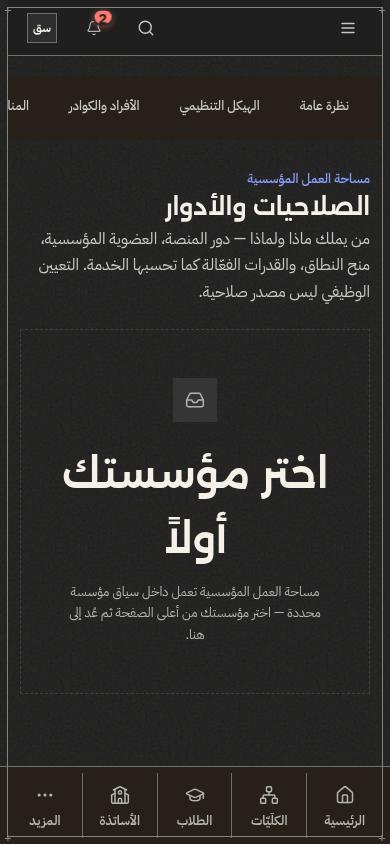 سق
2
نظرة عامة
الهيكل التنظيمي
الأفراد والكوادر
المنا
مساحة العمل المؤسسية
الصلاحيات والأدوار
من يملك ماذا ولماذا — دور المنصة، العضوية المؤسسية،
منح النطاق، والقدرات الفعّالة كما تحسبها الخدمة. التعيين
الوظيفي ليس مصدر صلاحية.
اختر مؤسستك
أولاً
مساحة العمل المؤسسية تعمل داخل سياق مؤسسة
محددة — اختر مؤسستك من أعلى الصفحة ثم عُد إلى
هنا.
الرئيسية
الكليّات
الطلاب
الأساتذة
المزيد